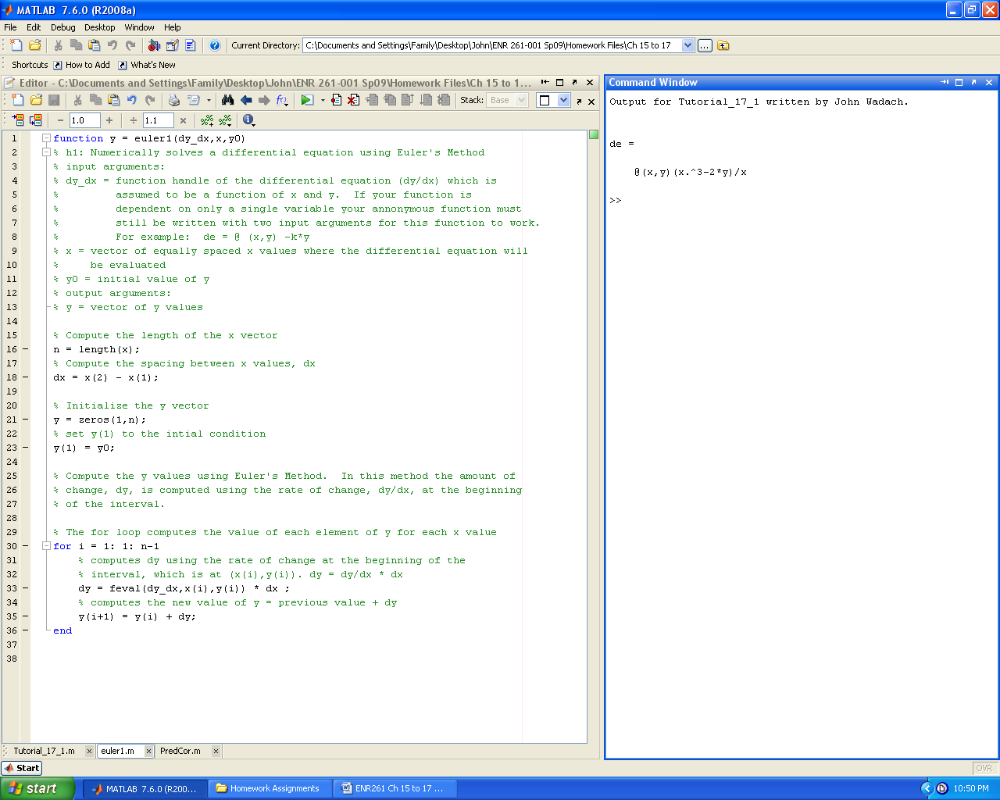 MATLAB 7.6.0 (R2008a)
File Edit Debug Desktop Window Help
Current Directory: C:\Documents and Settings\Family\Desktop\John\ENR 261-001 Sp09\Homework Files\Ch 15 to 17
Shortcuts How to Add What's New
Editor - C:\Documents and Settings\Family\Desktop\John\ENR 261-001 Sp09\Homework Files\Ch 15 to 1...
Stack: Base
− 1.0 + ÷ 1.1 ×
1 function y = euler1(dy_dx,x,y0)
2 % h1: Numerically solves a differential equation using Euler's Method
3 % input arguments:
4 % dy_dx = function handle of the differential equation (dy/dx) which is
5 %         assumed to be a function of x and y.  If your function is
6 %         dependent on only a single variable your annonymous function must
7 %         still be written with two input arguments for this function to work.
8 %         For example:  de = @ (x,y) -k*y
9 % x = vector of equally spaced x values where the differential equation will
10 %     be evaluated
11 % y0 = initial value of y
12 % output arguments:
13 % y = vector of y values
14
15 % Compute the length of the x vector
16 n = length(x);
17 % Compute the spacing between x values, dx
18 dx = x(2) - x(1);
19
20 % Initialize the y vector
21 y = zeros(1,n);
22 % set y(1) to the intial condition
23 y(1) = y0;
24
25 % Compute the y values using Euler's Method.  In this method the amount of
26 % change, dy, is computed using the rate of change, dy/dx, at the beginning
27 % of the interval.
28
29 % The for loop computes the value of each element of y for each x value
30 for i = 1: 1: n-1
31     % computes dy using the rate of change at the beginning of the
32     % interval, which is at (x(i),y(i)). dy = dy/dx * dx
33     dy = feval(dy_dx,x(i),y(i)) * dx ;
34     % computes the new value of y = previous value + dy
35     y(i+1) = y(i) + dy;
36 end
37
38
Tutorial_17_1.m euler1.m PredCor.m
Command Window
Output for Tutorial_17_1 written by John Wadach.
de =
@(x,y)(x.^3-2*y)/x
>>
Start
OVR
start MATLAB 7.6.0 (R200... Homework Assignments ENR261 Ch 15 to 17 ... 10:50 PM